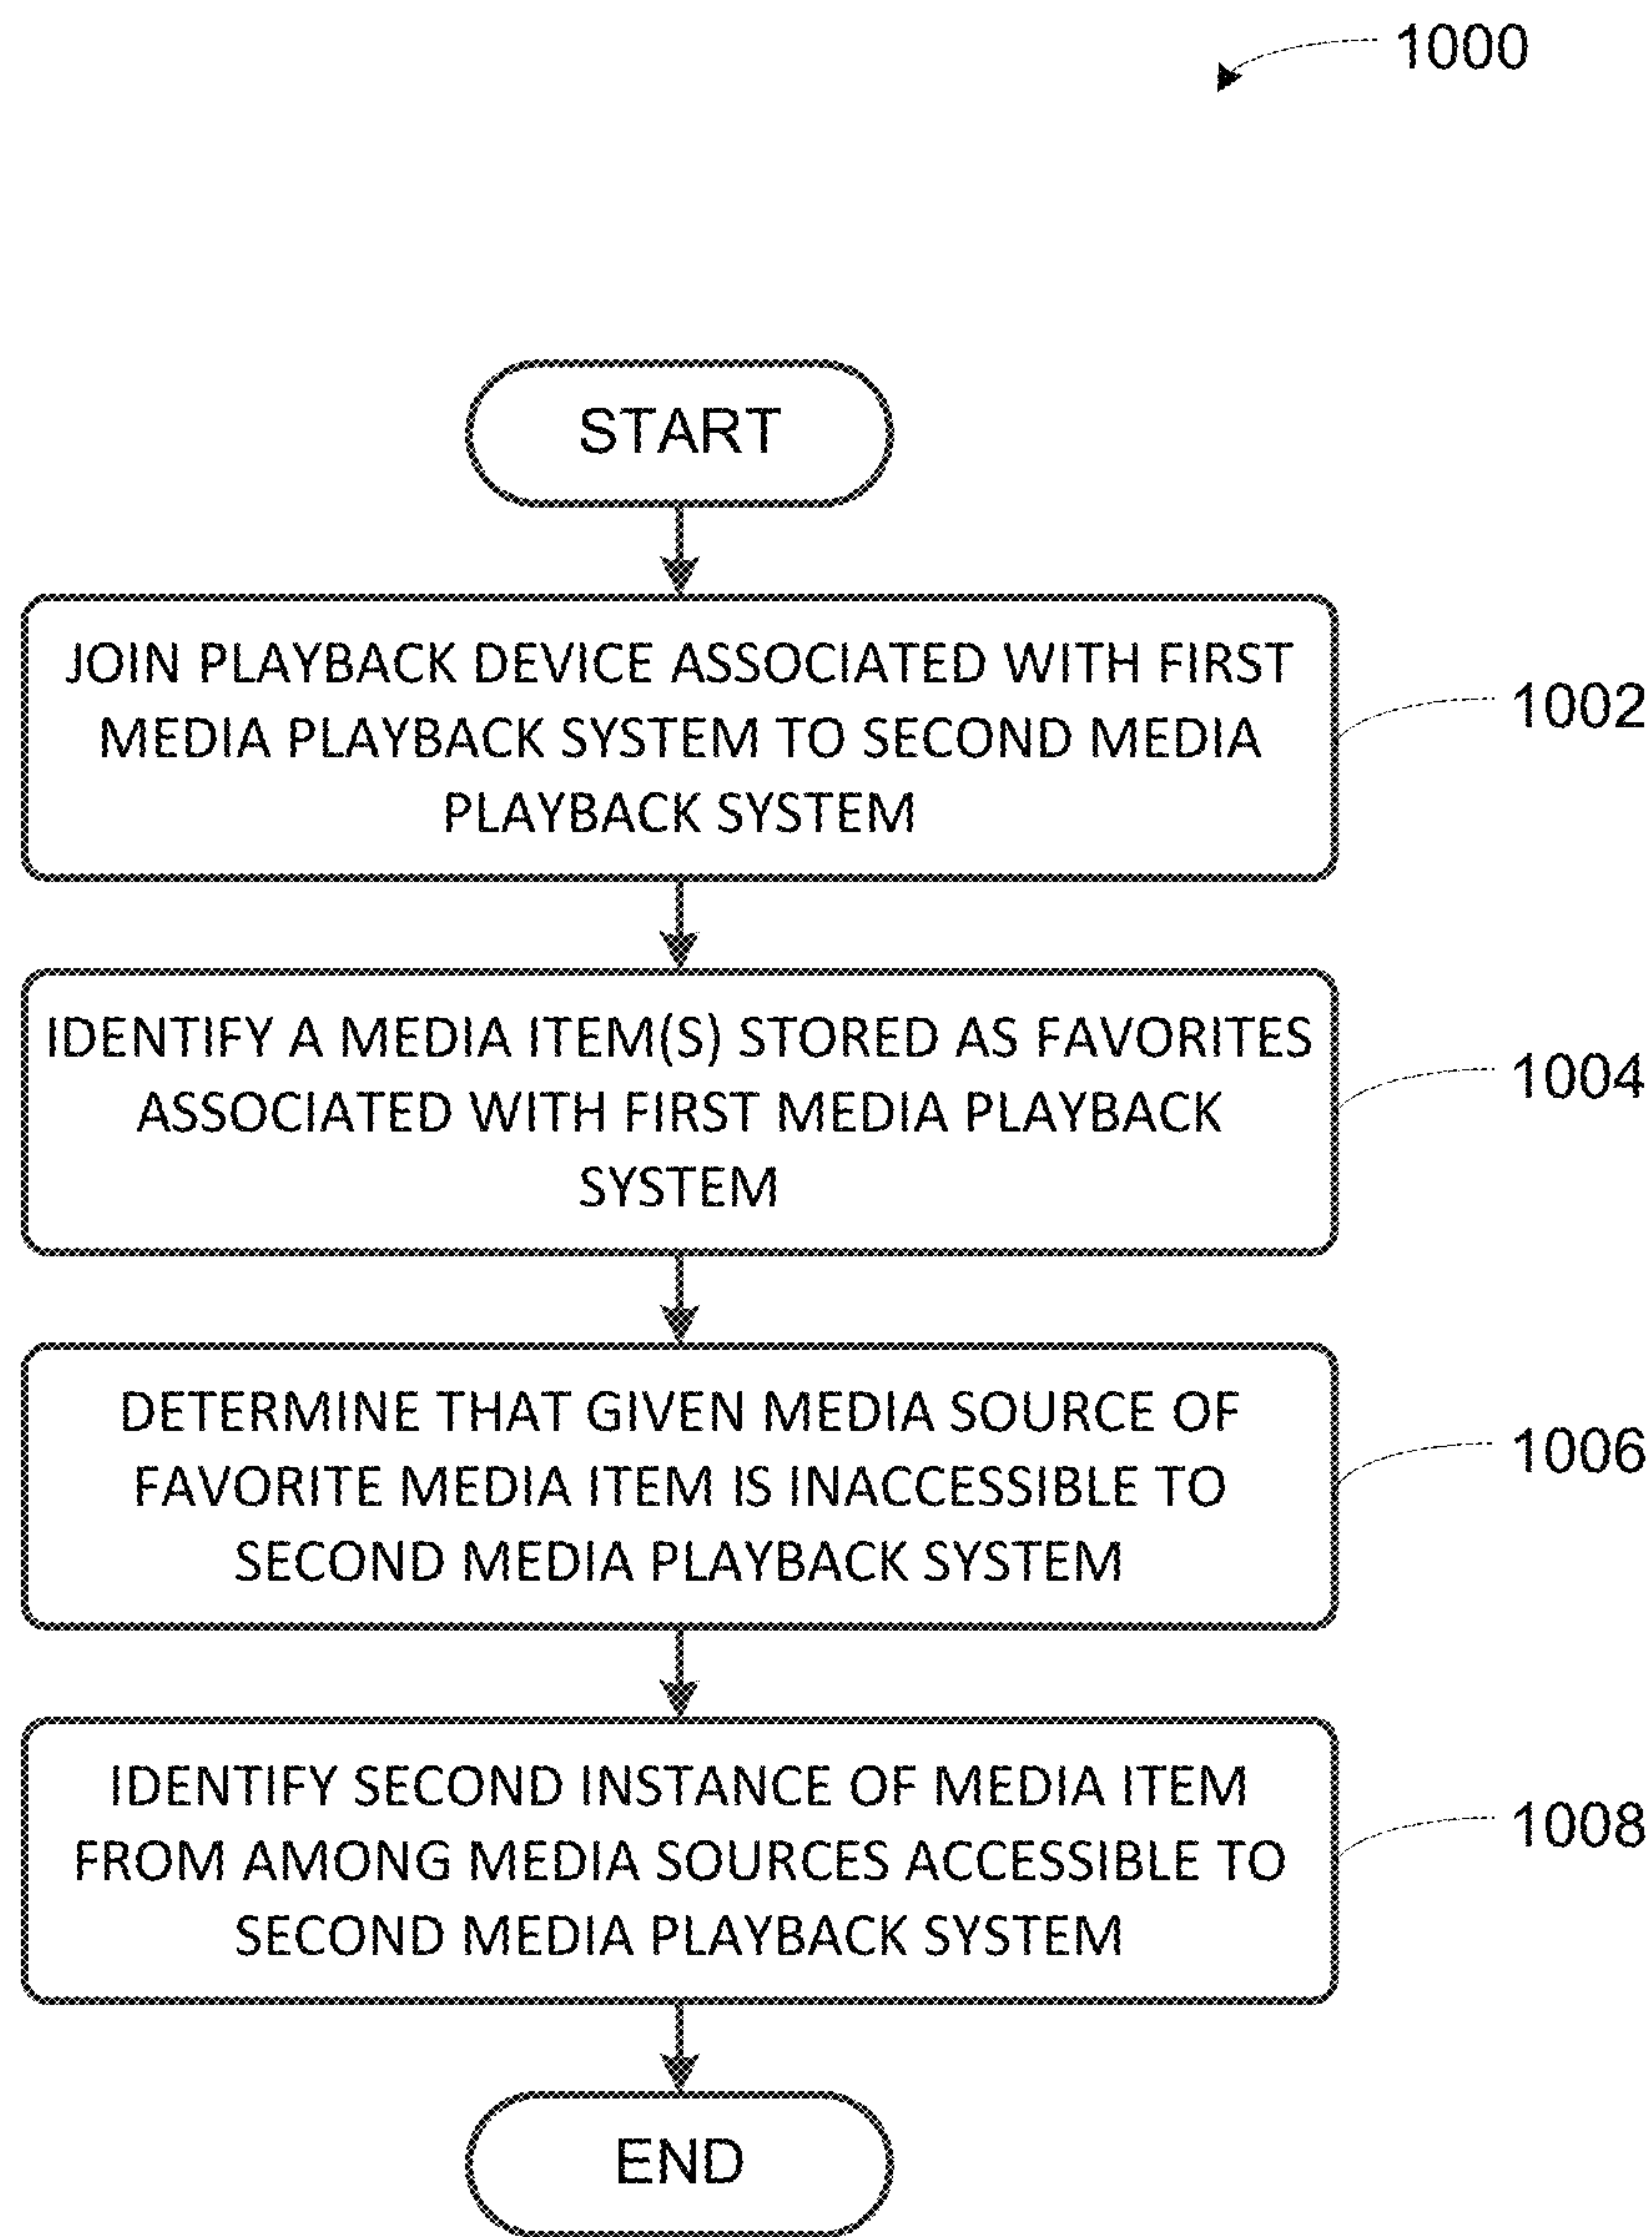 1000
START
JOIN PLAYBACK DEVICE ASSOCIATED WITH FIRST
MEDIA PLAYBACK SYSTEM TO SECOND MEDIA
PLAYBACK SYSTEM
1002
IDENTIFY A MEDIA ITEM(S) STORED AS FAVORITES
ASSOCIATED WITH FIRST MEDIA PLAYBACK
SYSTEM
1004
DETERMINE THAT GIVEN MEDIA SOURCE OF
FAVORITE MEDIA ITEM IS INACCESSIBLE TO
SECOND MEDIA PLAYBACK SYSTEM
1006
IDENTIFY SECOND INSTANCE OF MEDIA ITEM
FROM AMONG MEDIA SOURCES ACCESSIBLE TO
SECOND MEDIA PLAYBACK SYSTEM
1008
END